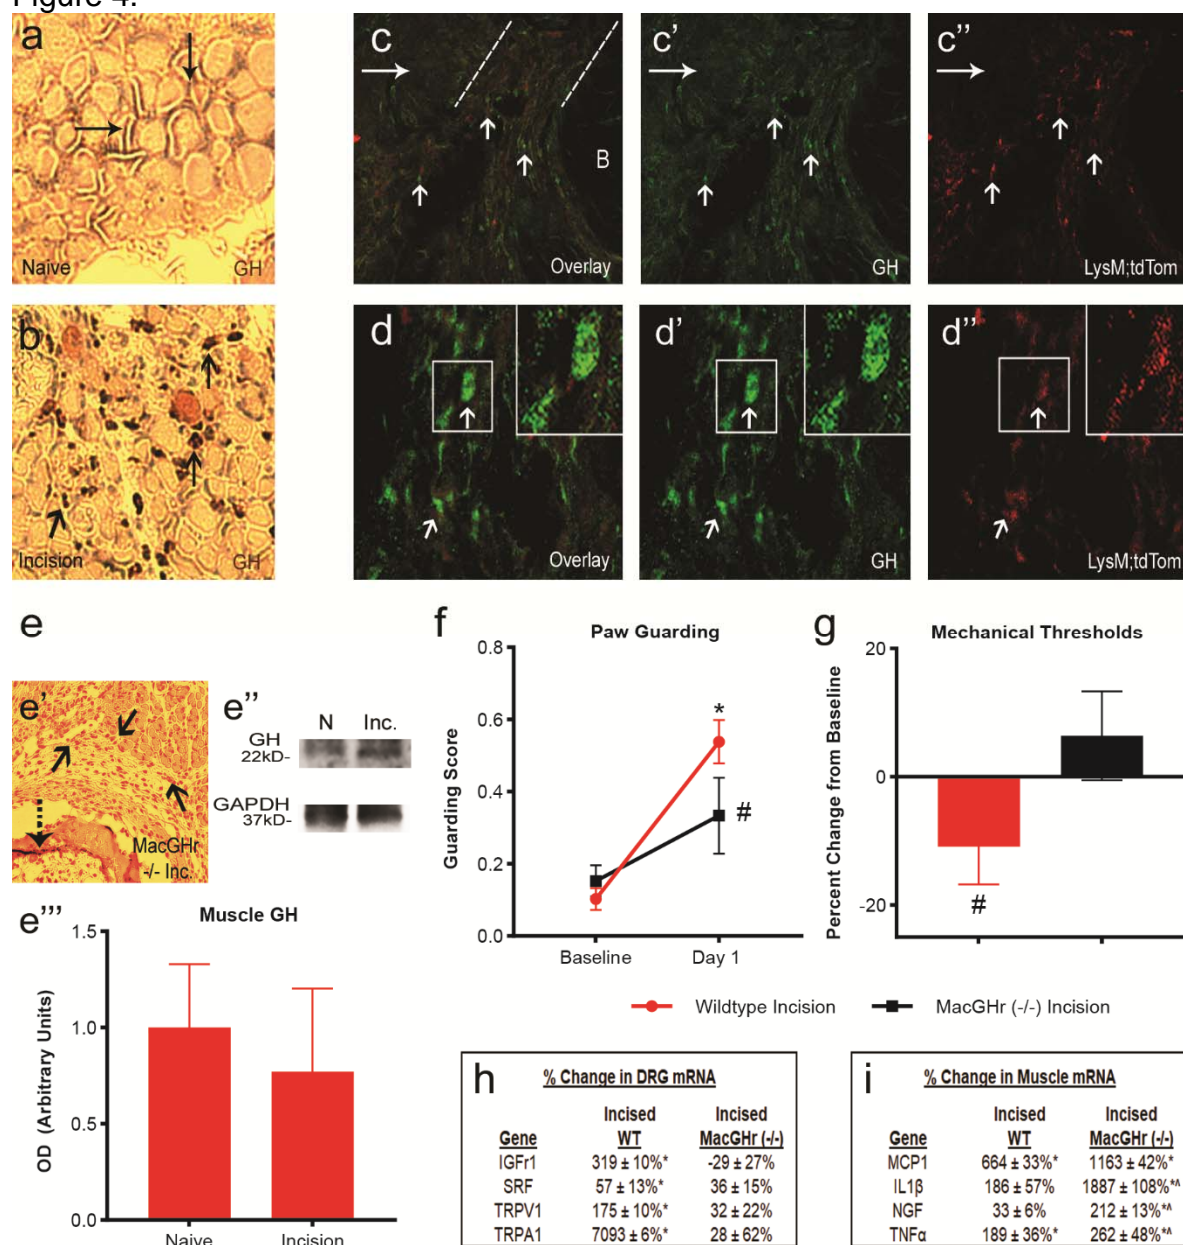 Figure 4.
a
Naive
GH
b
Incision
GH
c
B
Overlay
c'
GH
c''
LysM;tdTom
d
Overlay
d'
GH
d''
LysM;tdTom
e
e'
MacGHr
-/- Inc.
e''
N Inc.
GH
22kD-
GAPDH
37kD-
e'''
Muscle GH
OD (Arbitrary Units)
1.5
1.0
0.5
0.0
Naive Incision
f
Paw Guarding
Guarding Score
0.8
0.6
0.4
0.2
0.0
*
#
Baseline Day 1
g
Mechanical Thresholds
Percent Change from Baseline
20
0
-20
#
Wildtype Incision MacGHr (-/-) Incision
h
% Change in DRG mRNA
Incised Incised
Gene WT MacGHr (-/-)
IGFr1 319 ± 10%* -29 ± 27%
SRF 57 ± 13%* 36 ± 15%
TRPV1 175 ± 10%* 32 ± 22%
TRPA1 7093 ± 6%* 28 ± 62%
i
% Change in Muscle mRNA
Incised Incised
Gene WT MacGHr (-/-)
MCP1 664 ± 33%* 1163 ± 42%*
IL1β 186 ± 57% 1887 ± 108%*^
NGF 33 ± 6% 212 ± 13%*^
TNFα 189 ± 36%* 262 ± 48%*^